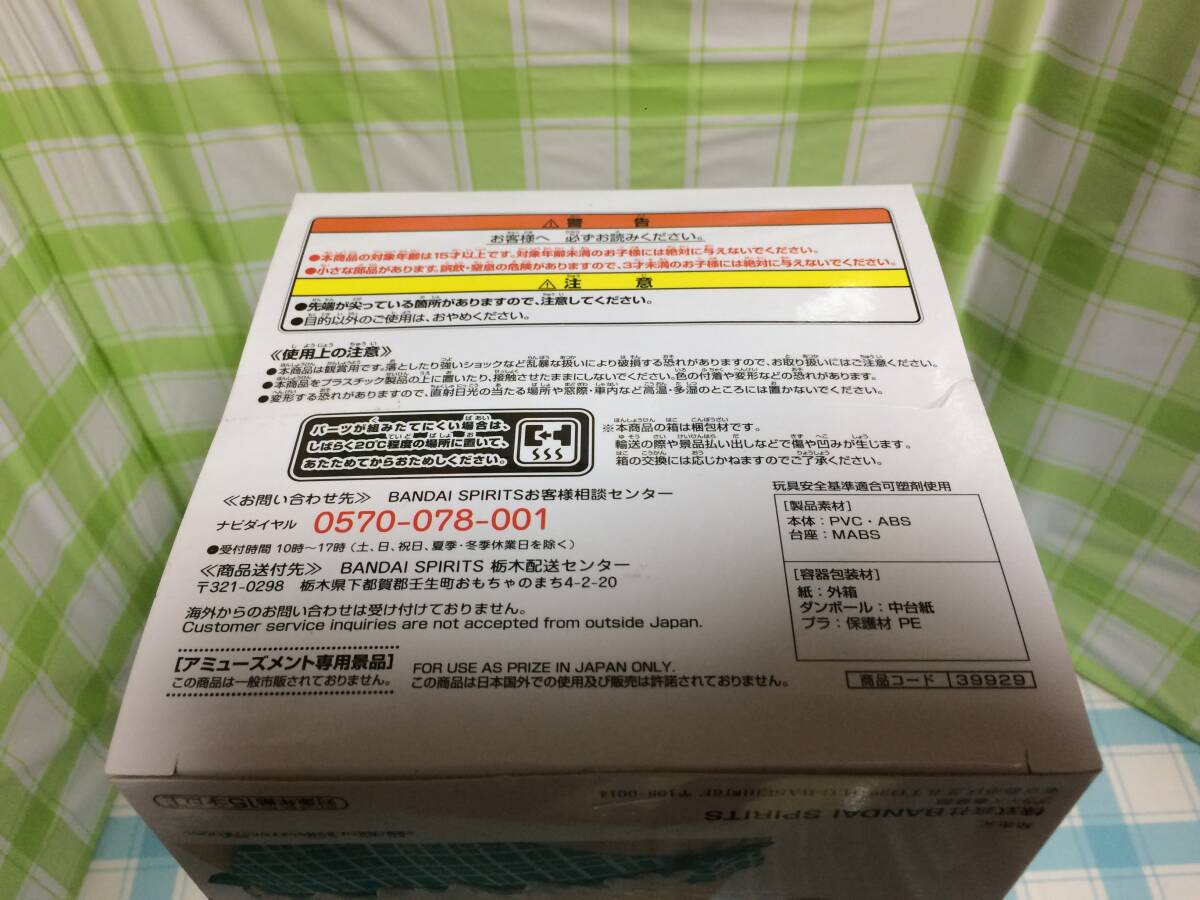 ⚠警告
お客様へ 必ずお読みください。
●本商品の対象年齢は15才以上です。対象年齢未満のお子様には絶対に与えないでください。
●小さな部品があります。誤飲・窒息の危険がありますので、3才未満のお子様には絶対に与えないでください。
⚠注意
●先端が尖っている箇所がありますので、注意してください。
●目的以外のご使用は、おやめください。
≪使用上の注意≫
●本商品は観賞用です。落としたり強いショックなど乱暴な扱いにより破損する恐れがありますので、お取り扱いにはご注意ください。
●本商品をプラスチック製品の上に置いたり、接触させたままにしないでください。色の付着や変形などの恐れがあります。
●変形する恐れがありますので、直射日光の当たる場所や窓際・車内など高温・多湿のところには置かないでください。
パーツが組みたてにくい場合は、
しばらく20℃程度の場所に置いて、
あたためてからおためしください。
※本商品の箱は梱包材です。
輸送の際や景品払い出しなどで傷や凹みが生じます。
箱の交換には応じかねますのでご了承ください。
≪お問い合わせ先≫ BANDAI SPIRITSお客様相談センター
ナビダイヤル 0570-078-001
●受付時間 10時～17時(土、日、祝日、夏季・冬季休業日を除く)
≪商品送付先≫ BANDAI SPIRITS 栃木配送センター
〒321-0298 栃木県下都賀郡壬生町おもちゃのまち4-2-20
海外からのお問い合わせは受け付けておりません。
Customer service inquiries are not accepted from outside Japan.
[アミューズメント専用景品]
この商品は一般市販されておりません。
FOR USE AS PRIZE IN JAPAN ONLY.
この商品は日本国外での使用及び販売は許諾されておりません。
玩具安全基準適合可塑剤使用
[製品素材]
本体:PVC・ABS
台座:MABS
[容器包装材]
紙:外箱
ダンボール:中台紙
プラ:保護材 PE
商品コード 39929
対象年齢15才以上
株式会社BANDAI SPIRITS